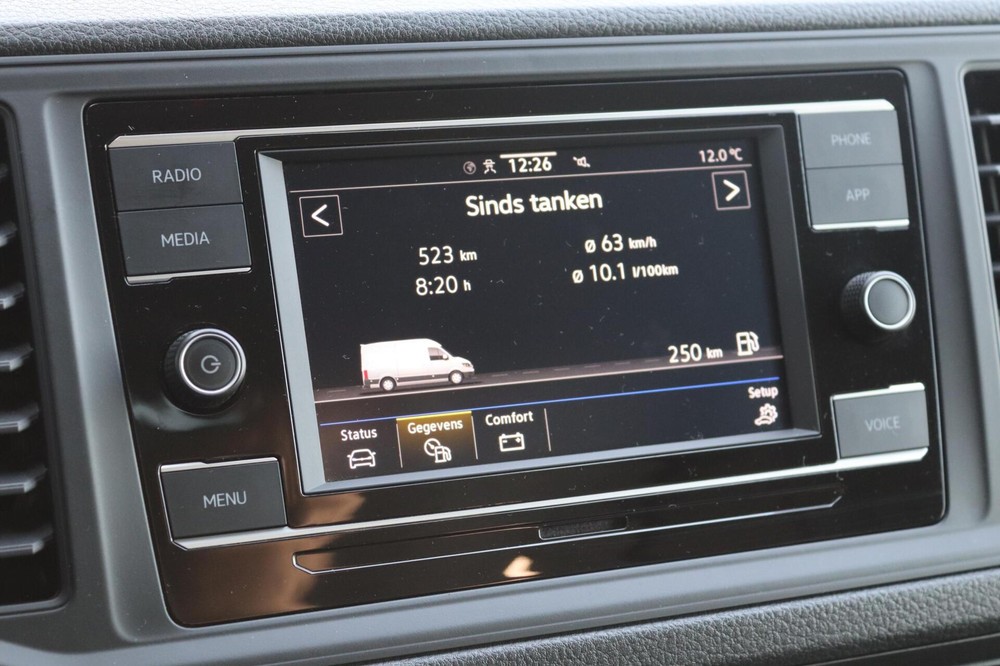 RADIO
MEDIA
MENU
12:26
12.0°C
<
Sinds tanken
>
523 km
ø 63 km/h
8:20 h
ø 10.1 l/100km
250 km
Status
Gegevens
Comfort
Setup
PHONE
APP
VOICE